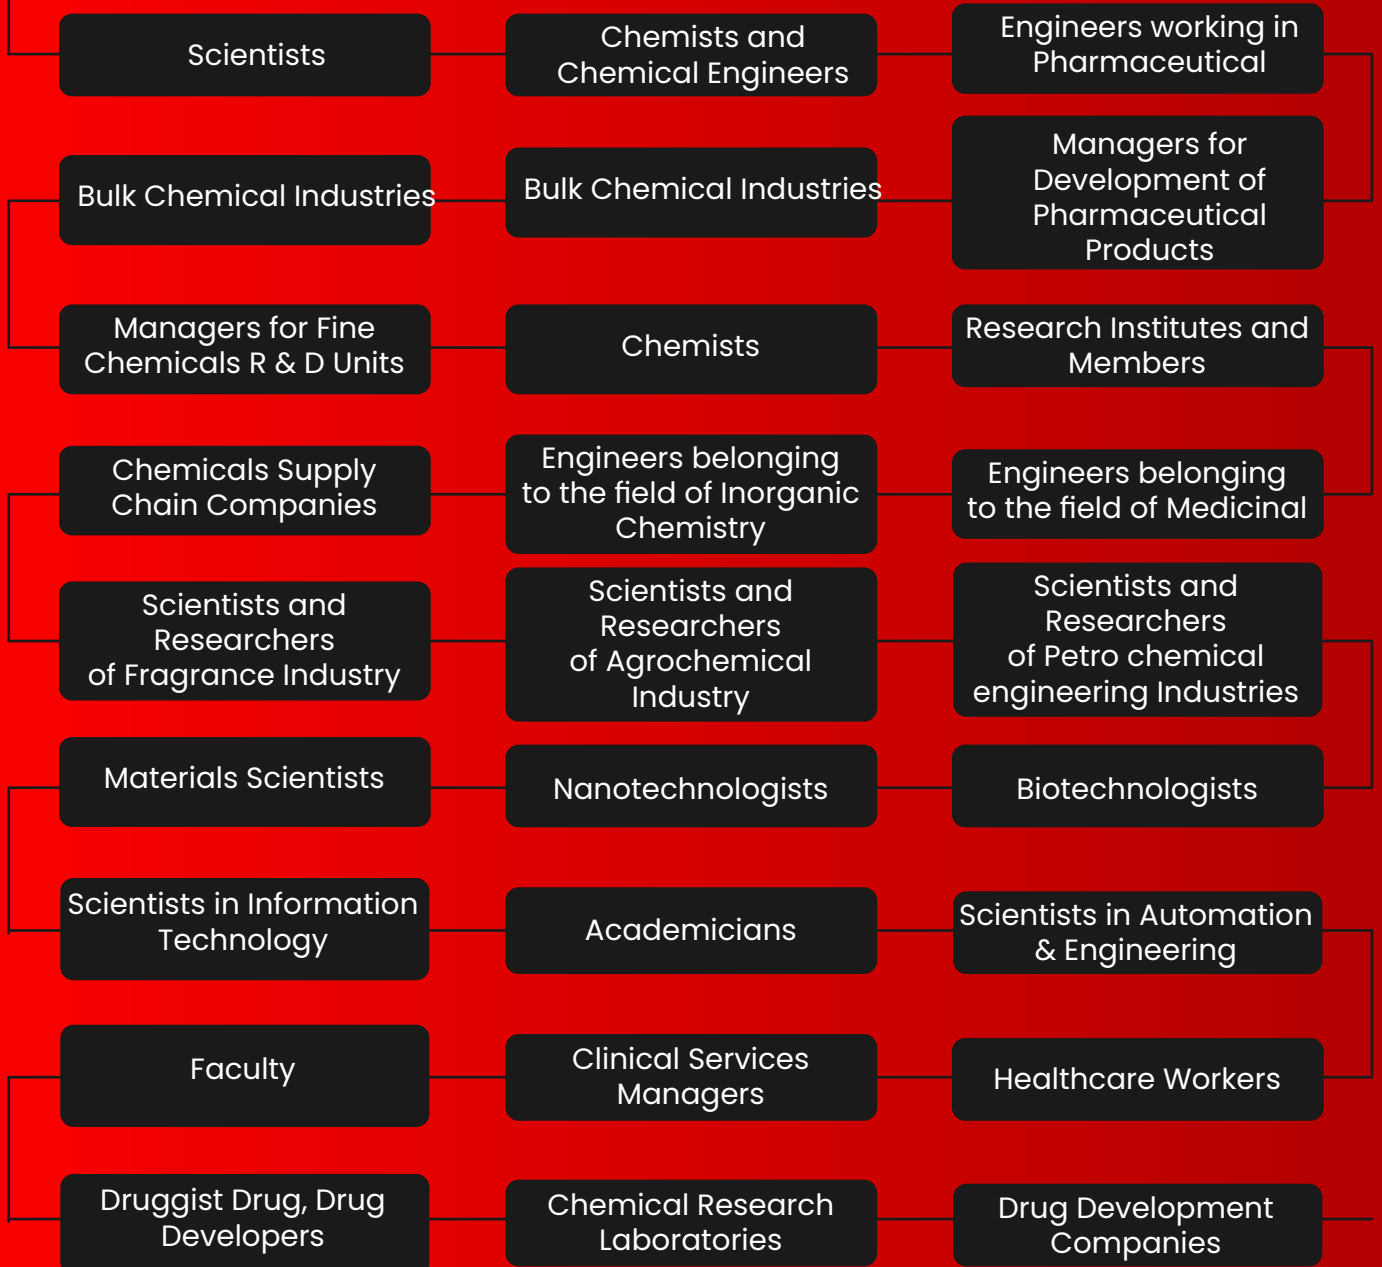 Scientists
Chemists and
Chemical Engineers
Engineers working in
Pharmaceutical
Bulk Chemical Industries
Bulk Chemical Industries
Managers for
Development of
Pharmaceutical
Products
Managers for Fine
Chemicals R & D Units
Chemists
Research Institutes and
Members
Chemicals Supply
Chain Companies
Engineers belonging
to the field of Inorganic
Chemistry
Engineers belonging
to the field of Medicinal
Scientists and
Researchers
of Fragrance Industry
Scientists and
Researchers
of Agrochemical
Industry
Scientists and
Researchers
of Petro chemical
engineering Industries
Materials Scientists
Nanotechnologists
Biotechnologists
Scientists in Information
Technology
Academicians
Scientists in Automation
& Engineering
Faculty
Clinical Services
Managers
Healthcare Workers
Druggist Drug, Drug
Developers
Chemical Research
Laboratories
Drug Development
Companies